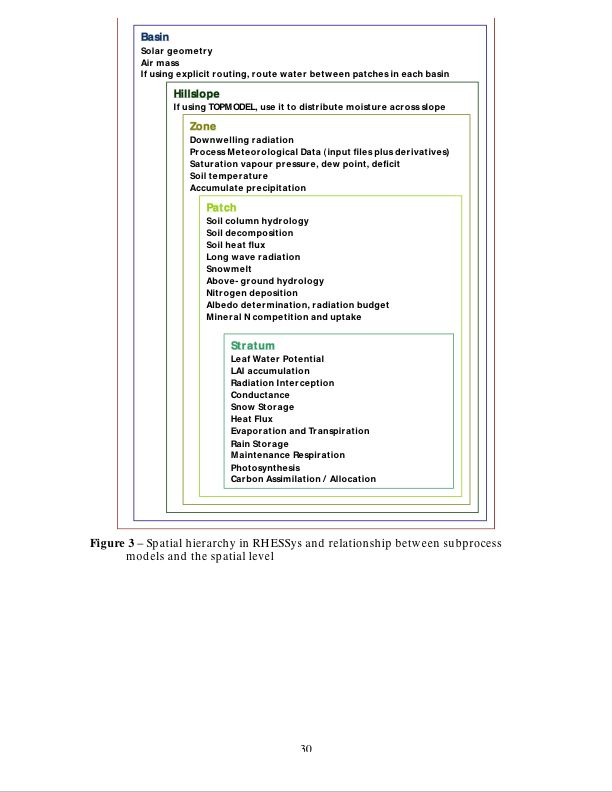 Basin
Solar geometry
Air mass
If using explicit routing, route water between patches in each basin
Hillslope
If using TOPMODEL, use it to distribute moisture across slope
Zone
Downwelling radiation
Process Meteorological Data (input files plus derivatives)
Saturation vapour pressure, dew point, deficit
Soil temperature
Accumulate precipitation
Patch
Soil column hydrology
Soil decomposition
Soil heat flux
Long wave radiation
Snowmelt
Above- ground hydrology
Nitrogen deposition
Albedo determination, radiation budget
Mineral N competition and uptake
Stratum
Leaf Water Potential
LAI accumulation
Radiation Interception
Conductance
Snow Storage
Heat Flux
Evaporation and Transpiration
Rain Storage
Maintenance Respiration
Photosynthesis
Carbon Assimilation / Allocation
Figure 3 – Spatial hierarchy in RHESSys and relationship between subprocess
models and the spatial level
30